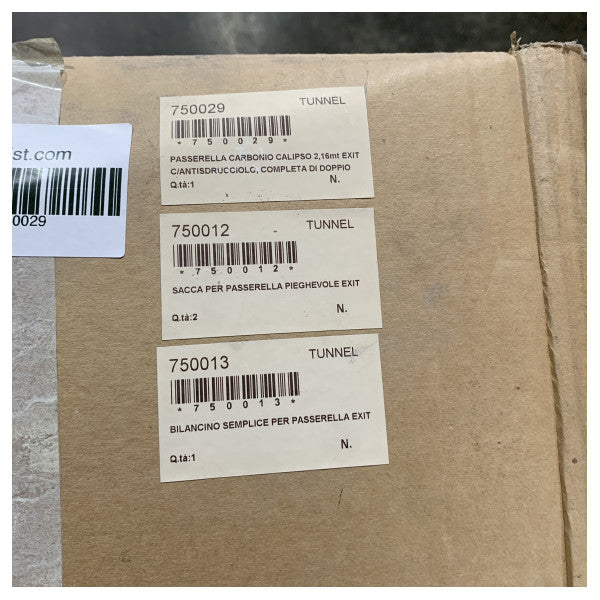 st.com
0029
750029 TUNNEL
*750029*
PASSERELLA CARBONIO CALIPSO 2,16mt EXIT
C/ANTISDRUCCIOLO, COMPLETA DI DOPPIO
Q.tà:1 N.
750012 - TUNNEL
*750012*
SACCA PER PASSERELLA PIEGHEVOLE EXIT
Q.tà:2 N.
750013 TUNNEL
*750013*
BILANCINO SEMPLICE PER PASSERELLA EXIT
Q.tà:1 N.